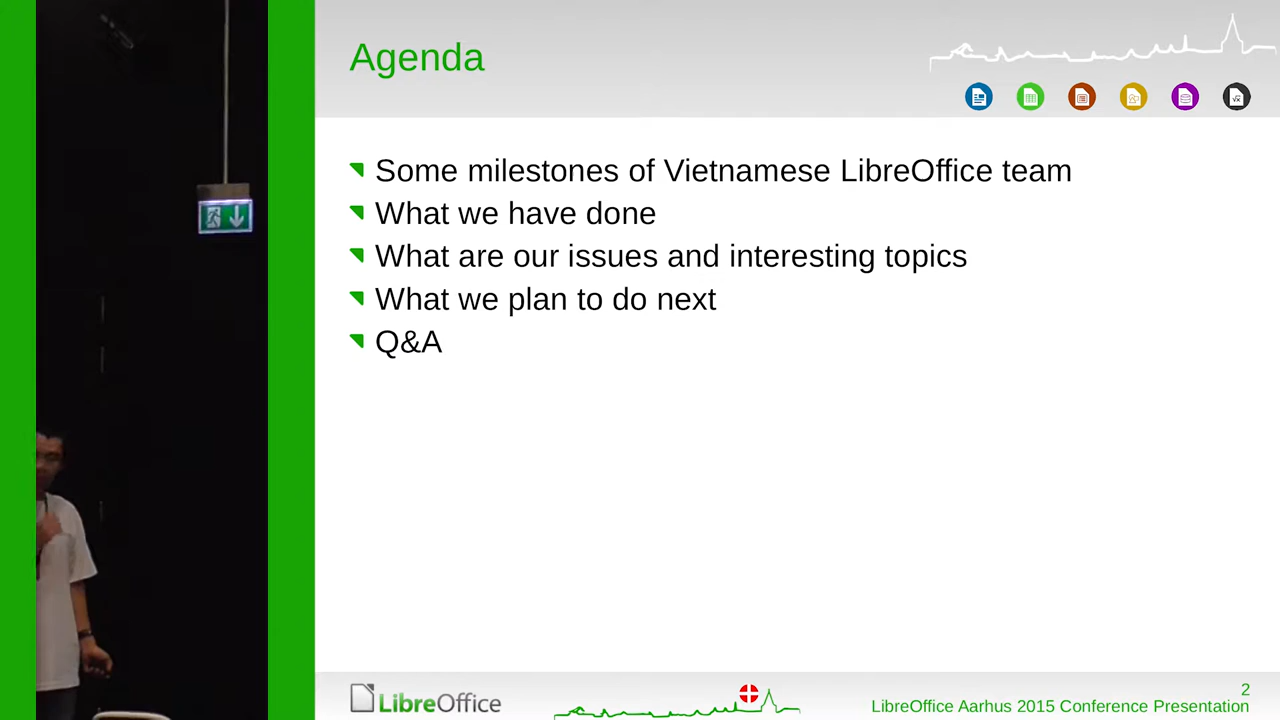 Agenda
Some milestones of Vietnamese LibreOffice team
What we have done
What are our issues and interesting topics
What we plan to do next
Q&A
LibreOffice
2
LibreOffice Aarhus 2015 Conference Presentation